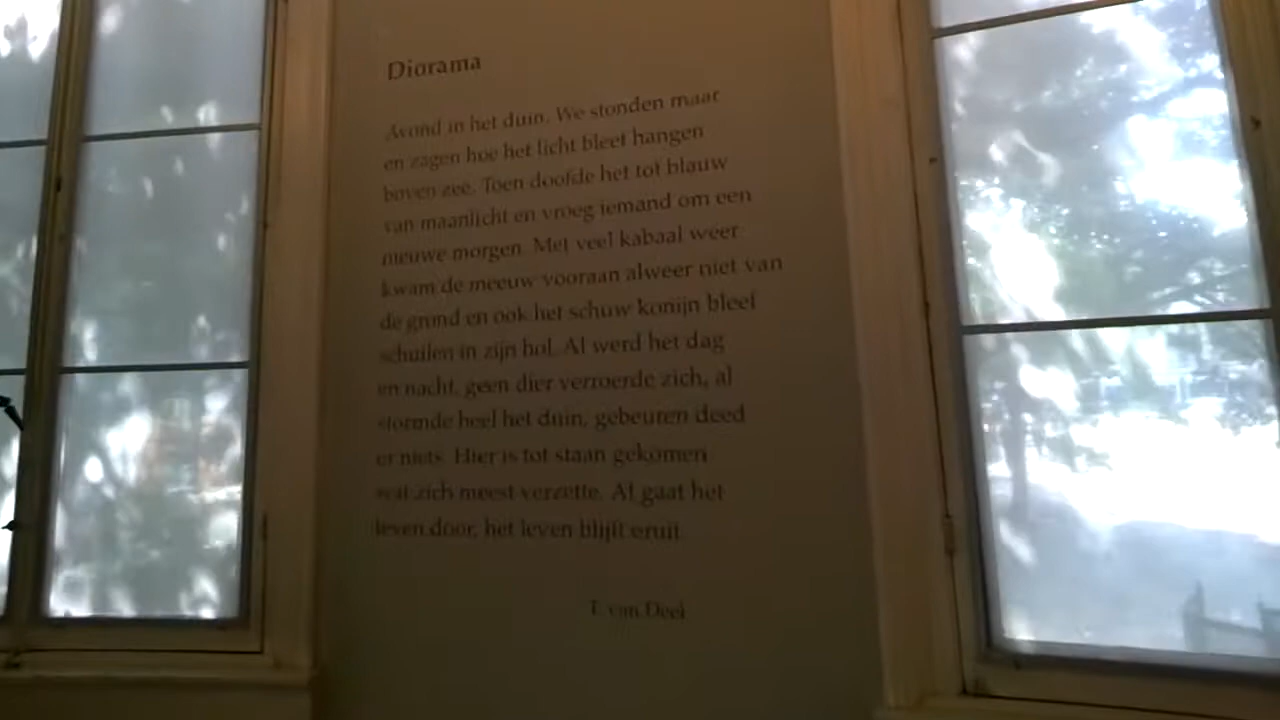 Diorama
Avond in het duin. We stonden maar
en zagen hoe het licht bleef hangen
boven zee. Toen doofde het tot blauw
van maanlicht en vroeg iemand om een
nieuwe morgen. Met veel kabaal weer
kwam de meeuw vooraan alweer niet van
de grond en ook het schuw konijn bleef
schuilen in zijn hol. Al werd het dag
en nacht, geen dier verroerde zich, al
stormde heel het duin, gebeuren deed
er niets. Hier is tot staan gekomen
wat zich meest verzette. Al gaat het
leven door, het leven blijft eruit.
T. van Deel